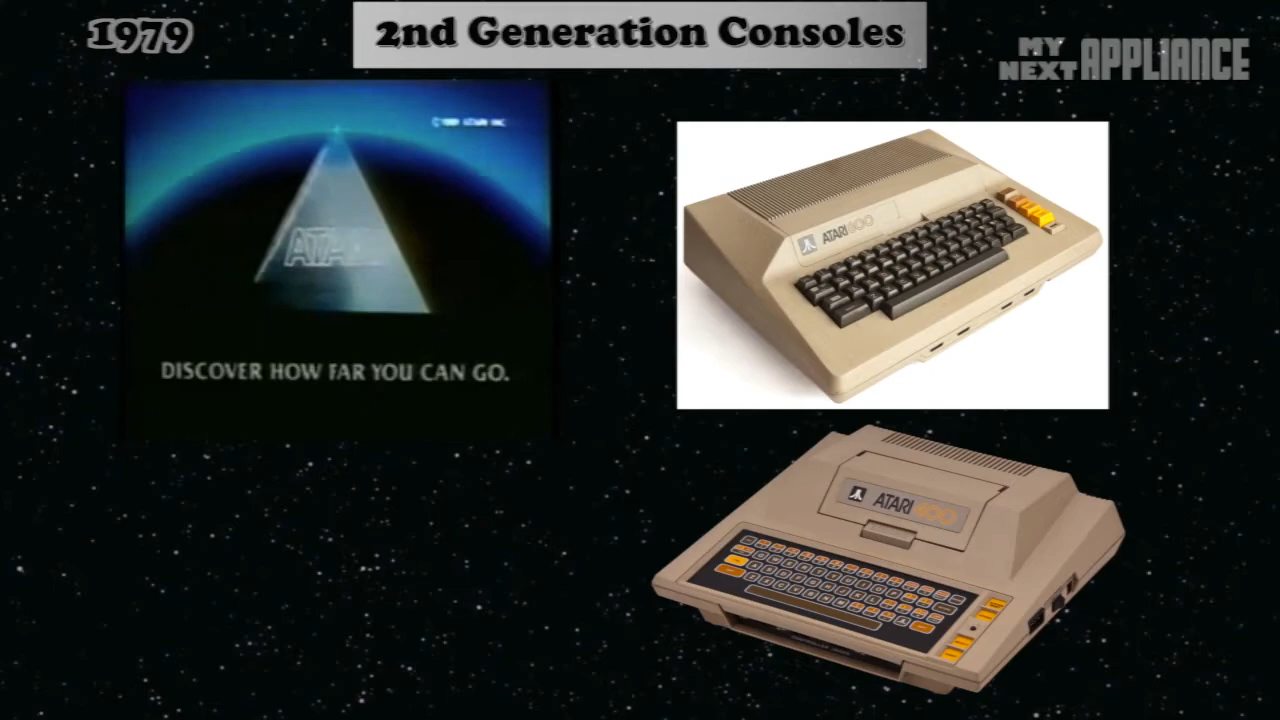 1979
2nd Generation Consoles
MY
NEXT APPLIANCE
ATARI
DISCOVER HOW FAR YOU CAN GO.
ATARI 800
ATARI 400